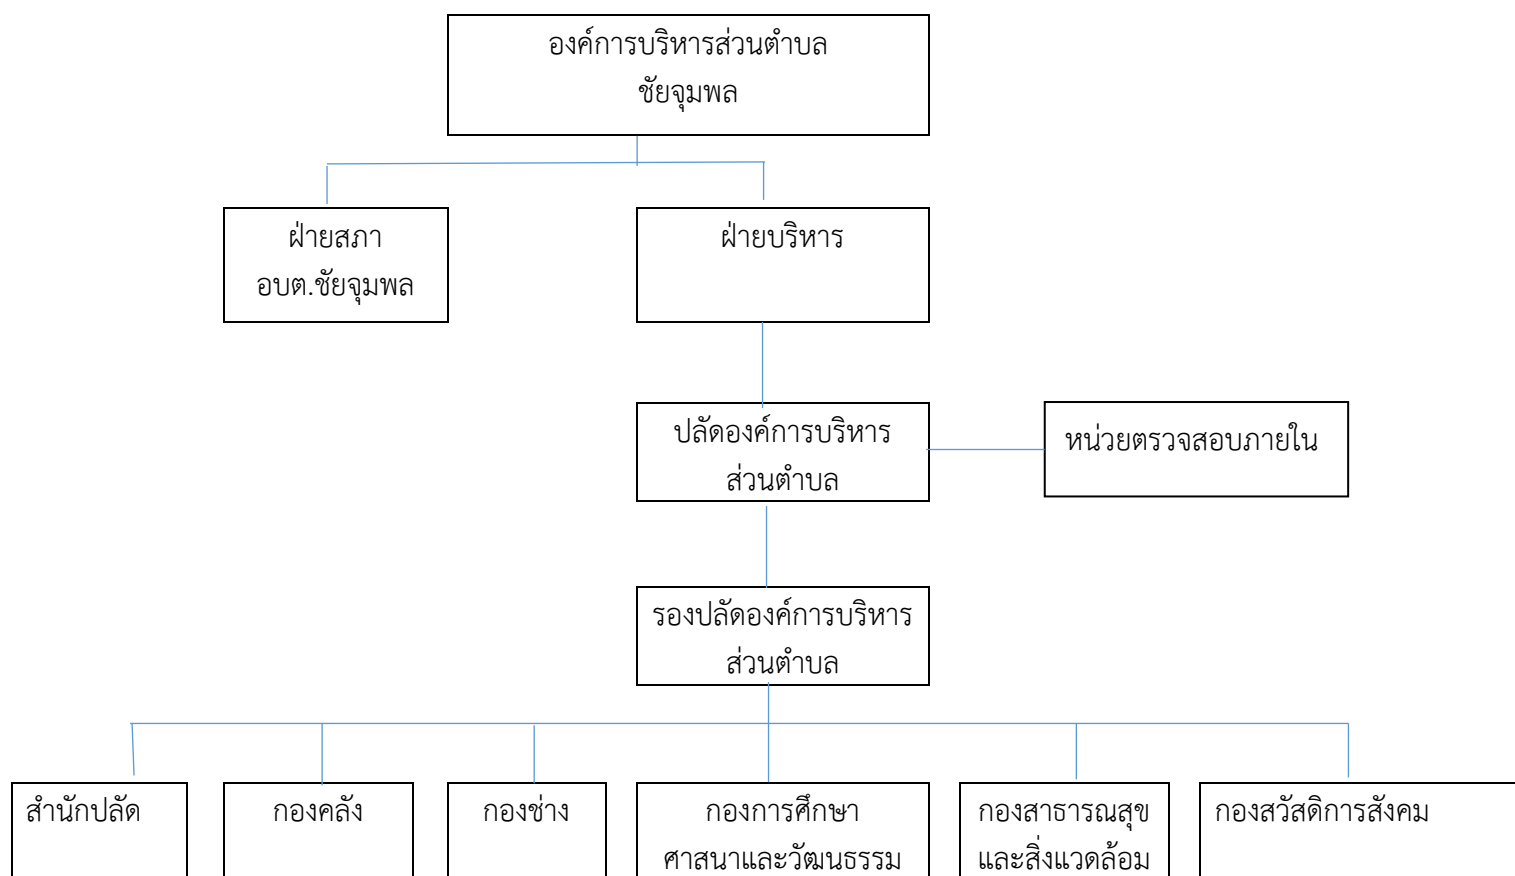 องค์การบริหารส่วนตำบล
ชัยจุมพล
ฝ่ายสภา
อบต.ชัยจุมพล
ฝ่ายบริหาร
ปลัดองค์การบริหาร
ส่วนตำบล
หน่วยตรวจสอบภายใน
รองปลัดองค์การบริหาร
ส่วนตำบล
สำนักปลัด
กองคลัง
กองช่าง
กองการศึกษา
ศาสนาและวัฒนธรรม
กองสาธารณสุข
และสิ่งแวดล้อม
กองสวัสดิการสังคม